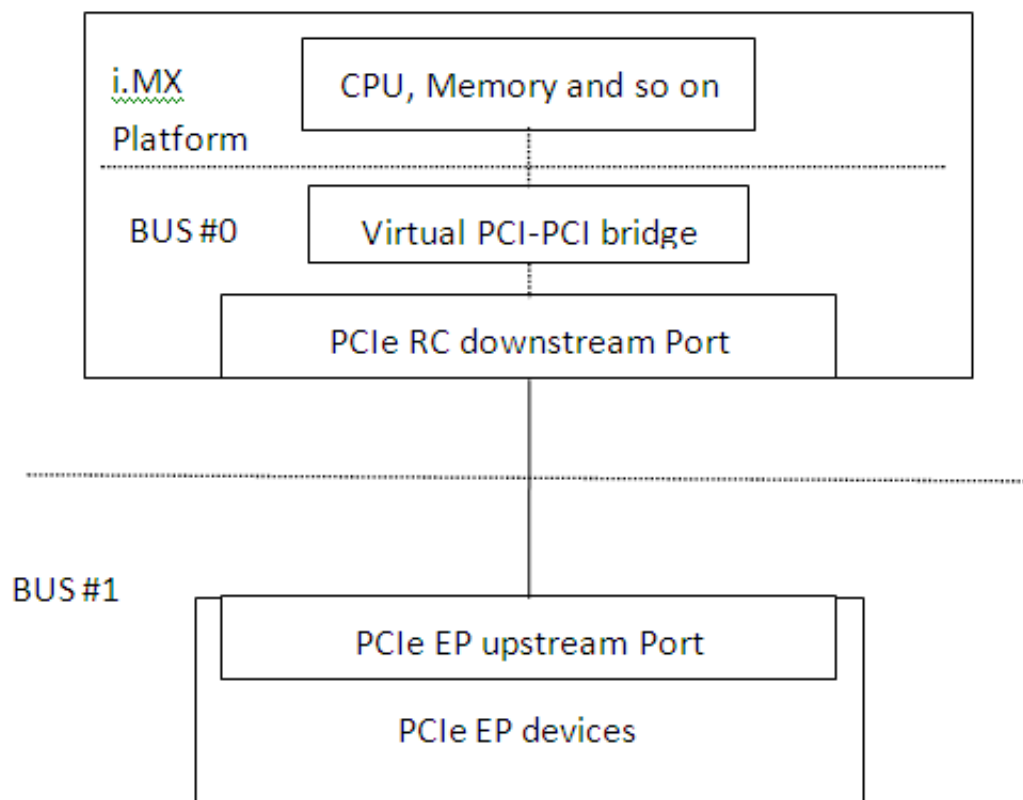 i.MX
Platform
CPU, Memory and so on
BUS #0
Virtual PCI-PCI bridge
PCIe RC downstream Port
BUS #1
PCIe EP upstream Port
PCIe EP devices